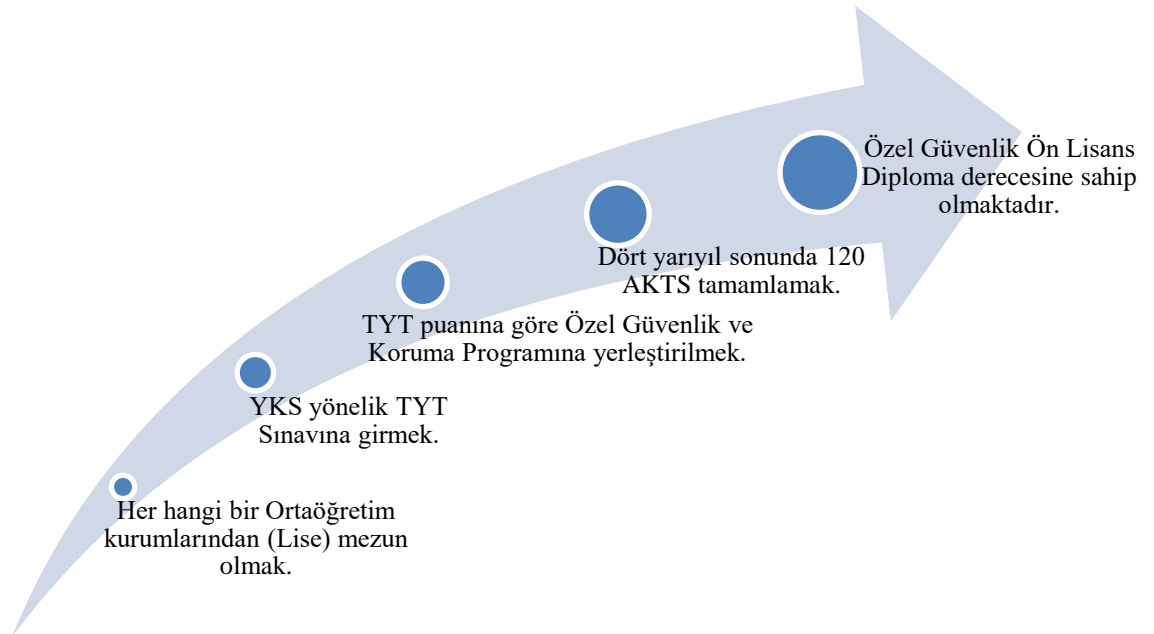 Her hangi bir Ortaöğretim
kurumlarından (Lise) mezun
olmak.
YKS yönelik TYT
Sınavına girmek.
TYT puanına göre Özel Güvenlik ve
Koruma Programına yerleştirilmek.
Dört yarıyıl sonunda 120
AKTS tamamlamak.
Özel Güvenlik Ön Lisans
Diploma derecesine sahip
olmaktadır.